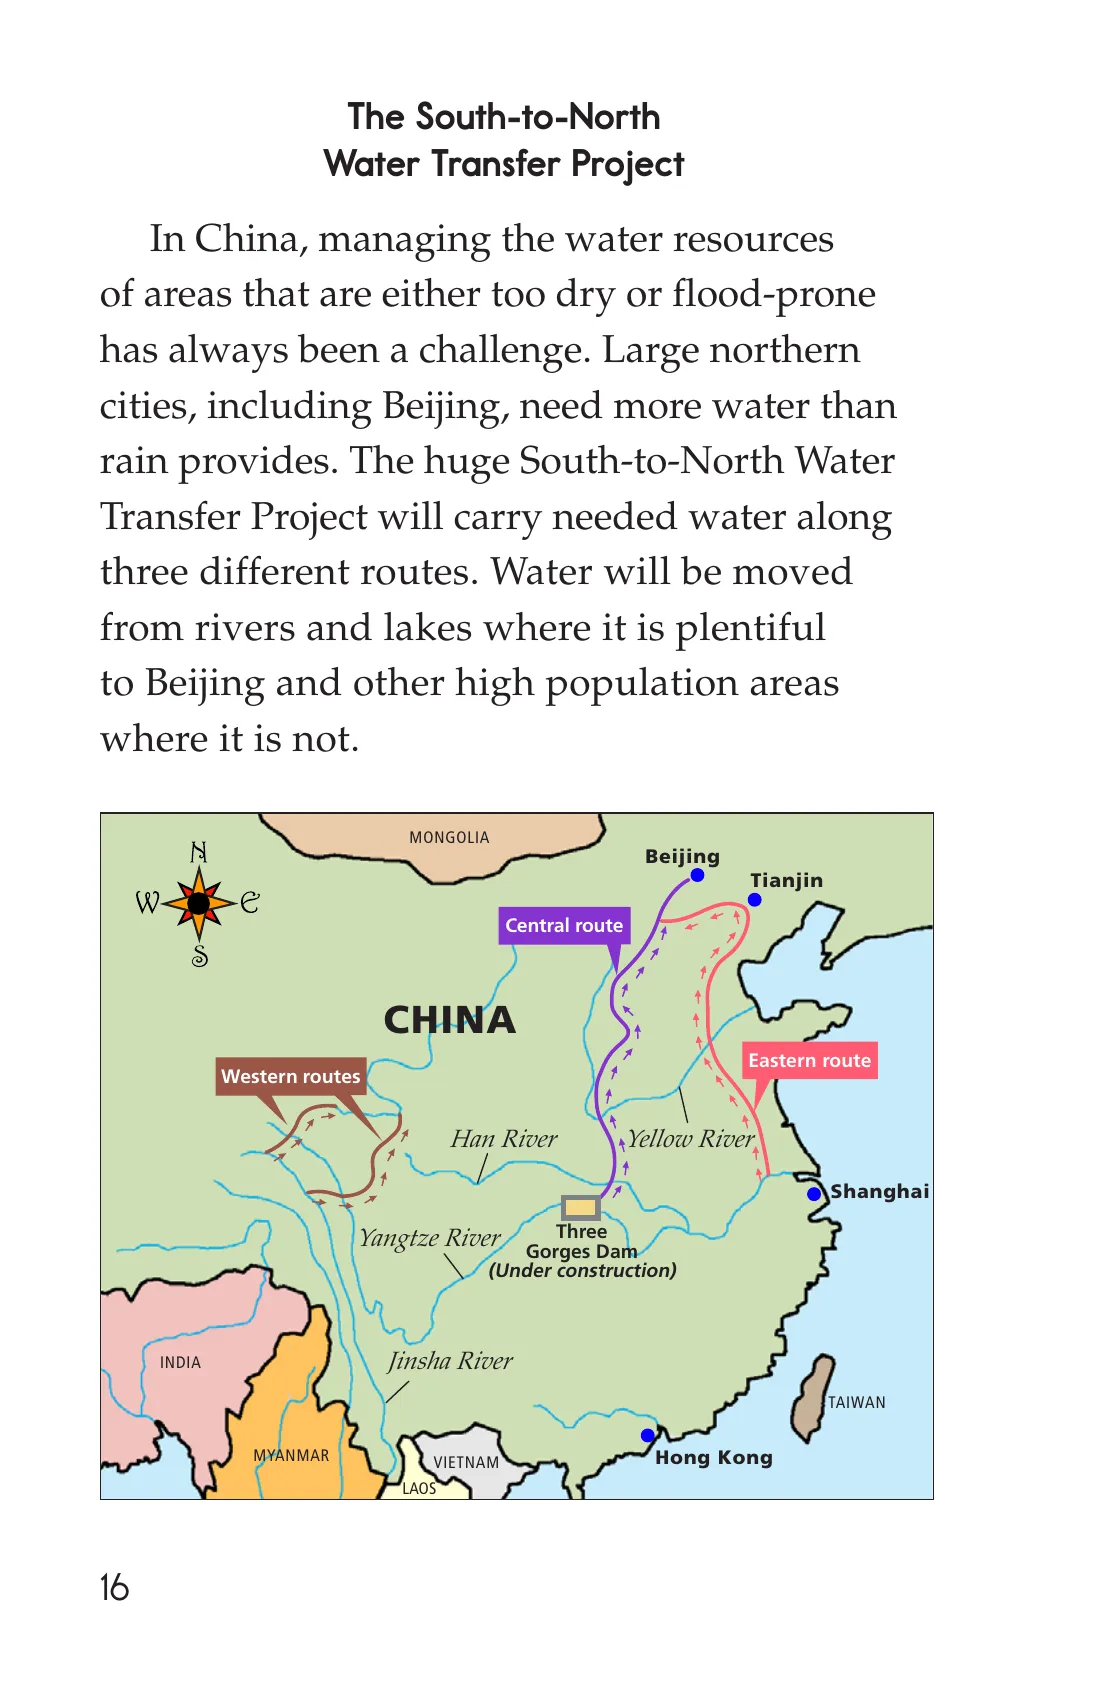 The South-to-North
Water Transfer Project
In China, managing the water resources
of areas that are either too dry or flood-prone
has always been a challenge. Large northern
cities, including Beijing, need more water than
rain provides. The huge South-to-North Water
Transfer Project will carry needed water along
three different routes. Water will be moved
from rivers and lakes where it is plentiful
to Beijing and other high population areas
where it is not.
MONGOLIA
N
W
E
S
Beijing
Tianjin
Central route
CHINA
Western routes
Eastern route
Han River
Yellow River
Shanghai
Yangtze River
Three
Gorges Dam
(Under construction)
INDIA
Jinsha River
TAIWAN
MYANMAR
VIETNAM
Hong Kong
LAOS
16